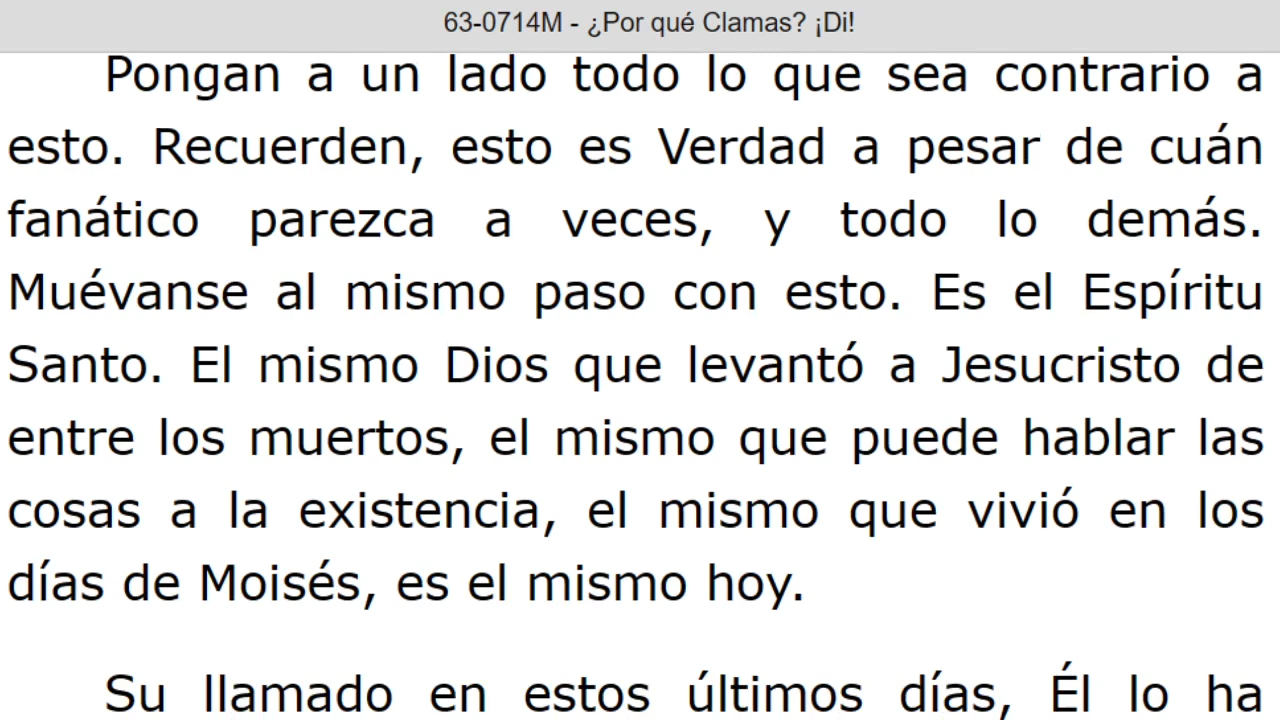 63-0714M - ¿Por qué Clamas? ¡Di!
Pongan a un lado todo lo que sea contrario a
esto. Recuerden, esto es Verdad a pesar de cuán
fanático parezca a veces, y todo lo demás.
Muévanse al mismo paso con esto. Es el Espíritu
Santo. El mismo Dios que levantó a Jesucristo de
entre los muertos, el mismo que puede hablar las
cosas a la existencia, el mismo que vivió en los
días de Moisés, es el mismo hoy.
Su llamado en estos últimos días, Él lo ha